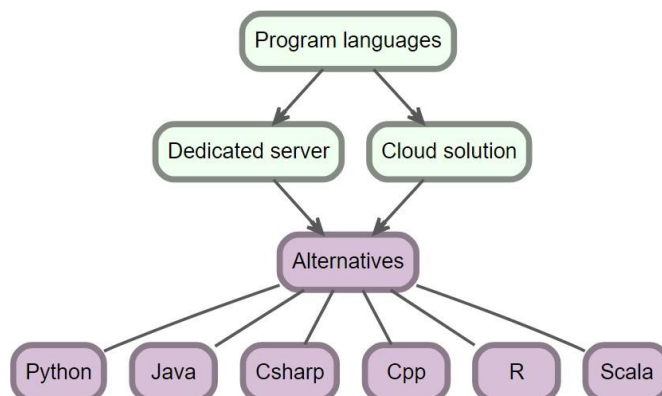 Program languages
Dedicated server
Cloud solution
Alternatives
Python
Java
Csharp
Cpp
R
Scala